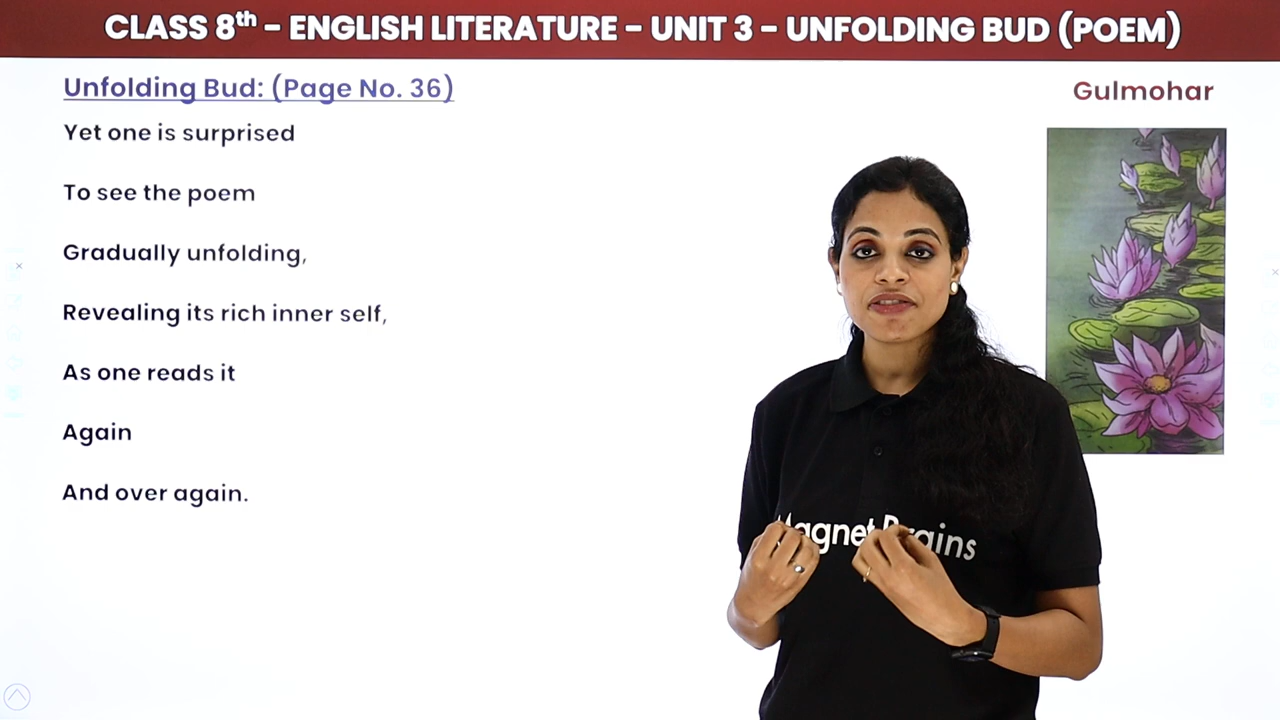 CLASS 8th – ENGLISH LITERATURE – UNIT 3 – UNFOLDING BUD (POEM)
Unfolding Bud: (Page No. 36)
Gulmohar
Yet one is surprised
To see the poem
Gradually unfolding,
Revealing its rich inner self,
As one reads it
Again
And over again.
Magnet Brains